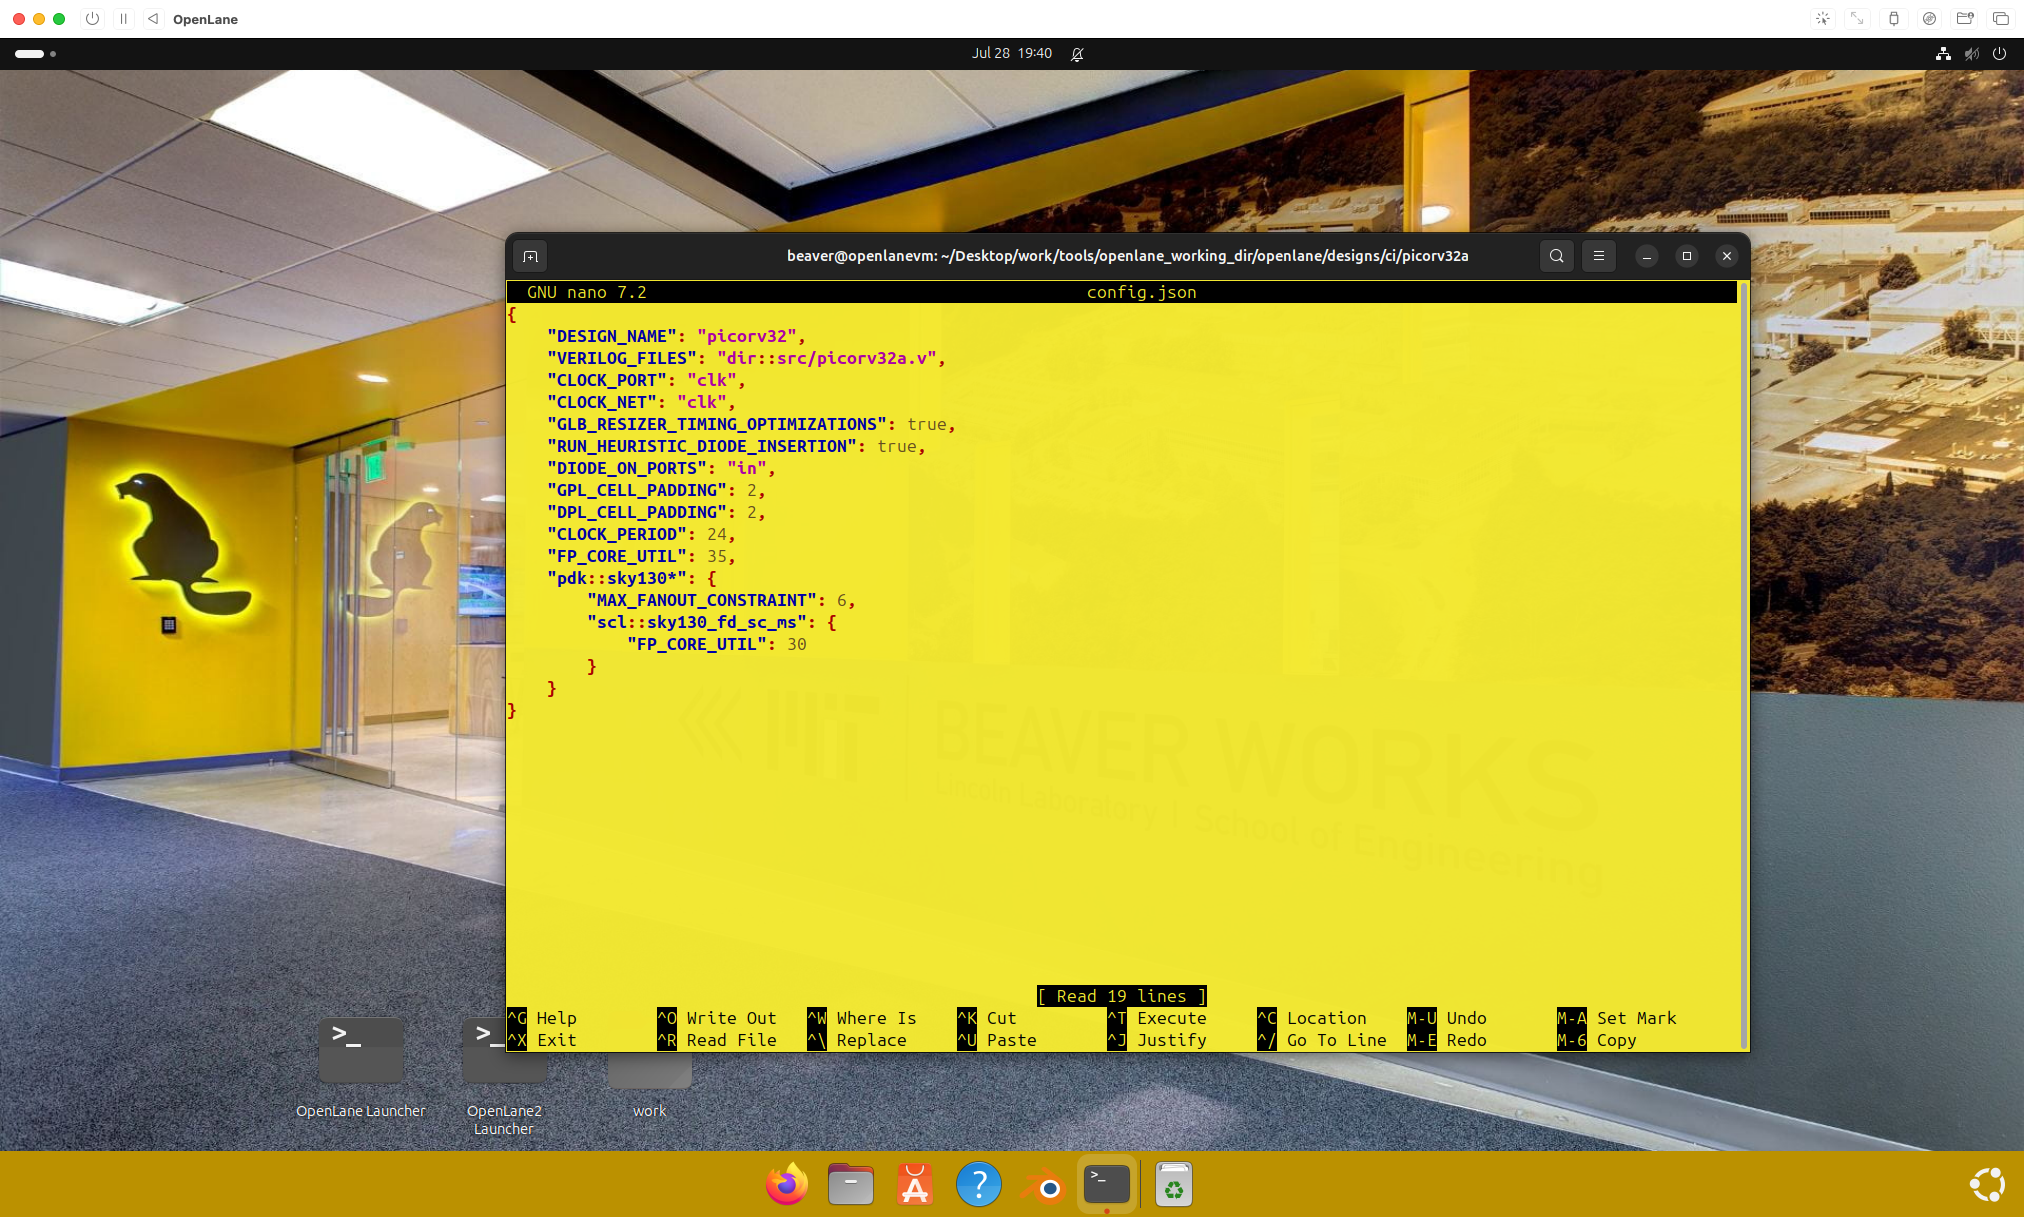 OpenLane
Jul 28 19:40
beaver@openlanevm: ~/Desktop/work/tools/openlane_working_dir/openlane/designs/ci/picorv32a
GNU nano 7.2 config.json
{
"DESIGN_NAME": "picorv32",
"VERILOG_FILES": "dir::src/picorv32a.v",
"CLOCK_PORT": "clk",
"CLOCK_NET": "clk",
"GLB_RESIZER_TIMING_OPTIMIZATIONS": true,
"RUN_HEURISTIC_DIODE_INSERTION": true,
"DIODE_ON_PORTS": "in",
"GPL_CELL_PADDING": 2,
"DPL_CELL_PADDING": 2,
"CLOCK_PERIOD": 24,
"FP_CORE_UTIL": 35,
"pdk::sky130*": {
"MAX_FANOUT_CONSTRAINT": 6,
"scl::sky130_fd_sc_ms": {
"FP_CORE_UTIL": 30
}
}
}
MIT BEAVER WORKS
Lincoln Laboratory | School of Engineering
[ Read 19 lines ]
^G Help ^O Write Out ^W Where Is ^K Cut ^T Execute ^C Location M-U Undo M-A Set Mark
^X Exit ^R Read File ^\ Replace ^U Paste ^J Justify ^/ Go To Line M-E Redo M-6 Copy
>_
>_
OpenLane Launcher
OpenLane2
Launcher
work